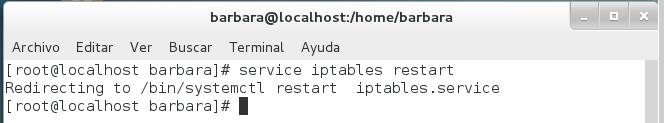 barbara@localhost:/home/barbara
Archivo Editar Ver Buscar Terminal Ayuda
[root@localhost barbara]# service iptables restart
Redirecting to /bin/systemctl restart  iptables.service
[root@localhost barbara]#